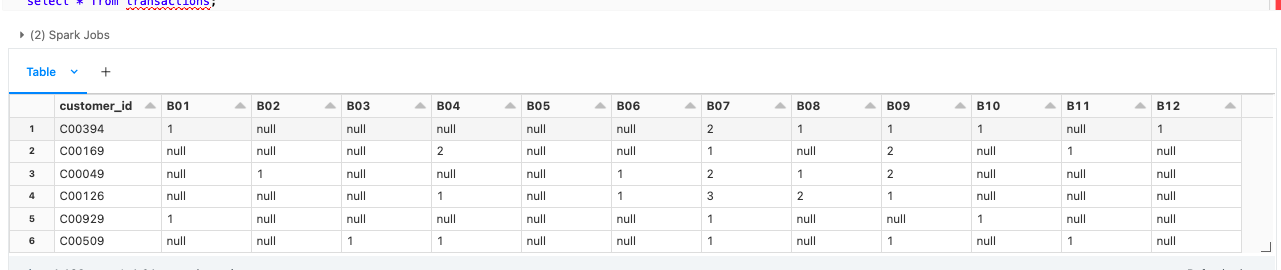 select * from transactions;
(2) Spark Jobs
Table +
customer_id B01 B02 B03 B04 B05 B06 B07 B08 B09 B10 B11 B12
1 C00394 1 null null null null null 2 1 1 1 null 1
2 C00169 null null null 2 null null 1 null 2 null 1 null
3 C00049 null 1 null null null 1 2 1 2 null null null
4 C00126 null null null 1 null 1 3 2 1 null null null
5 C00929 1 null null null null null 1 null null 1 null null
6 C00509 null null 1 1 null null 1 null 1 null 1 null